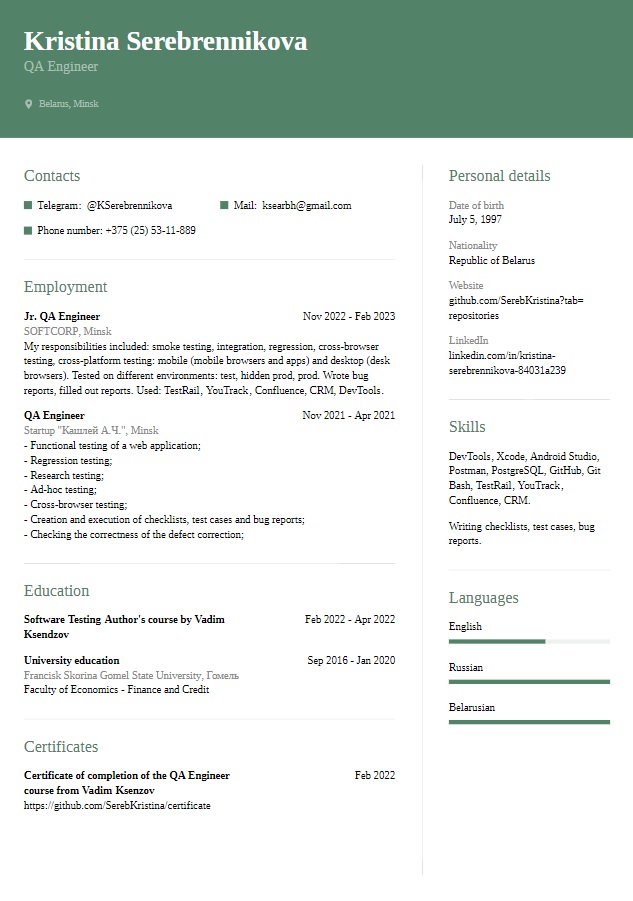 Kristina Serebrennikova
QA Engineer
Belarus, Minsk
Contacts
Telegram: @KSerebrennikova
Mail: ksearbh@gmail.com
Phone number: +375 (25) 53-11-889
Employment
Jr. QA Engineer
Nov 2022 - Feb 2023
SOFTCORP, Minsk
My responsibilities included: smoke testing, integration, regression, cross-browser
testing, cross-platform testing: mobile (mobile browsers and apps) and desktop (desk
browsers). Tested on different environments: test, hidden prod, prod. Wrote bug
reports, filled out reports. Used: TestRail, YouTrack, Confluence, CRM, DevTools.
QA Engineer
Nov 2021 - Apr 2021
Startup "Кашлей А.Ч.", Minsk
- Functional testing of a web application;
- Regression testing;
- Research testing;
- Ad-hoc testing;
- Cross-browser testing;
- Creation and execution of checklists, test cases and bug reports;
- Checking the correctness of the defect correction;
Education
Software Testing Author's course by Vadim
Ksendzov
Feb 2022 - Apr 2022
University education
Sep 2016 - Jan 2020
Francisk Skorina Gomel State University, Гомель
Faculty of Economics - Finance and Credit
Certificates
Certificate of completion of the QA Engineer
course from Vadim Ksenzov
Feb 2022
https://github.com/SerebKristina/certificate
Personal details
Date of birth
July 5, 1997
Nationality
Republic of Belarus
Website
github.com/SerebKristina?tab=
repositories
LinkedIn
linkedin.com/in/kristina-
serebrennikova-84031a239
Skills
DevTools, Xcode, Android Studio,
Postman, PostgreSQL, GitHub, Git
Bash, TestRail, YouTrack,
Confluence, CRM.
Writing checklists, test cases, bug
reports.
Languages
English
Russian
Belarusian